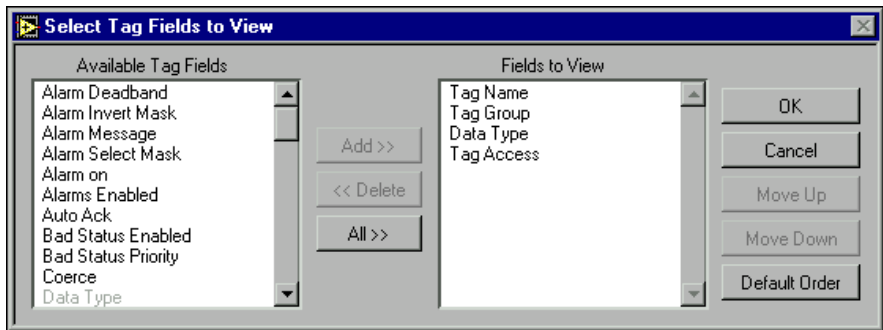 Select Tag Fields to View
Available Tag Fields
Alarm Deadband
Alarm Invert Mask
Alarm Message
Alarm Select Mask
Alarm on
Alarms Enabled
Auto Ack
Bad Status Enabled
Bad Status Priority
Coerce
Data Type
Add >>
<< Delete
All >>
Fields to View
Tag Name
Tag Group
Data Type
Tag Access
OK
Cancel
Move Up
Move Down
Default Order